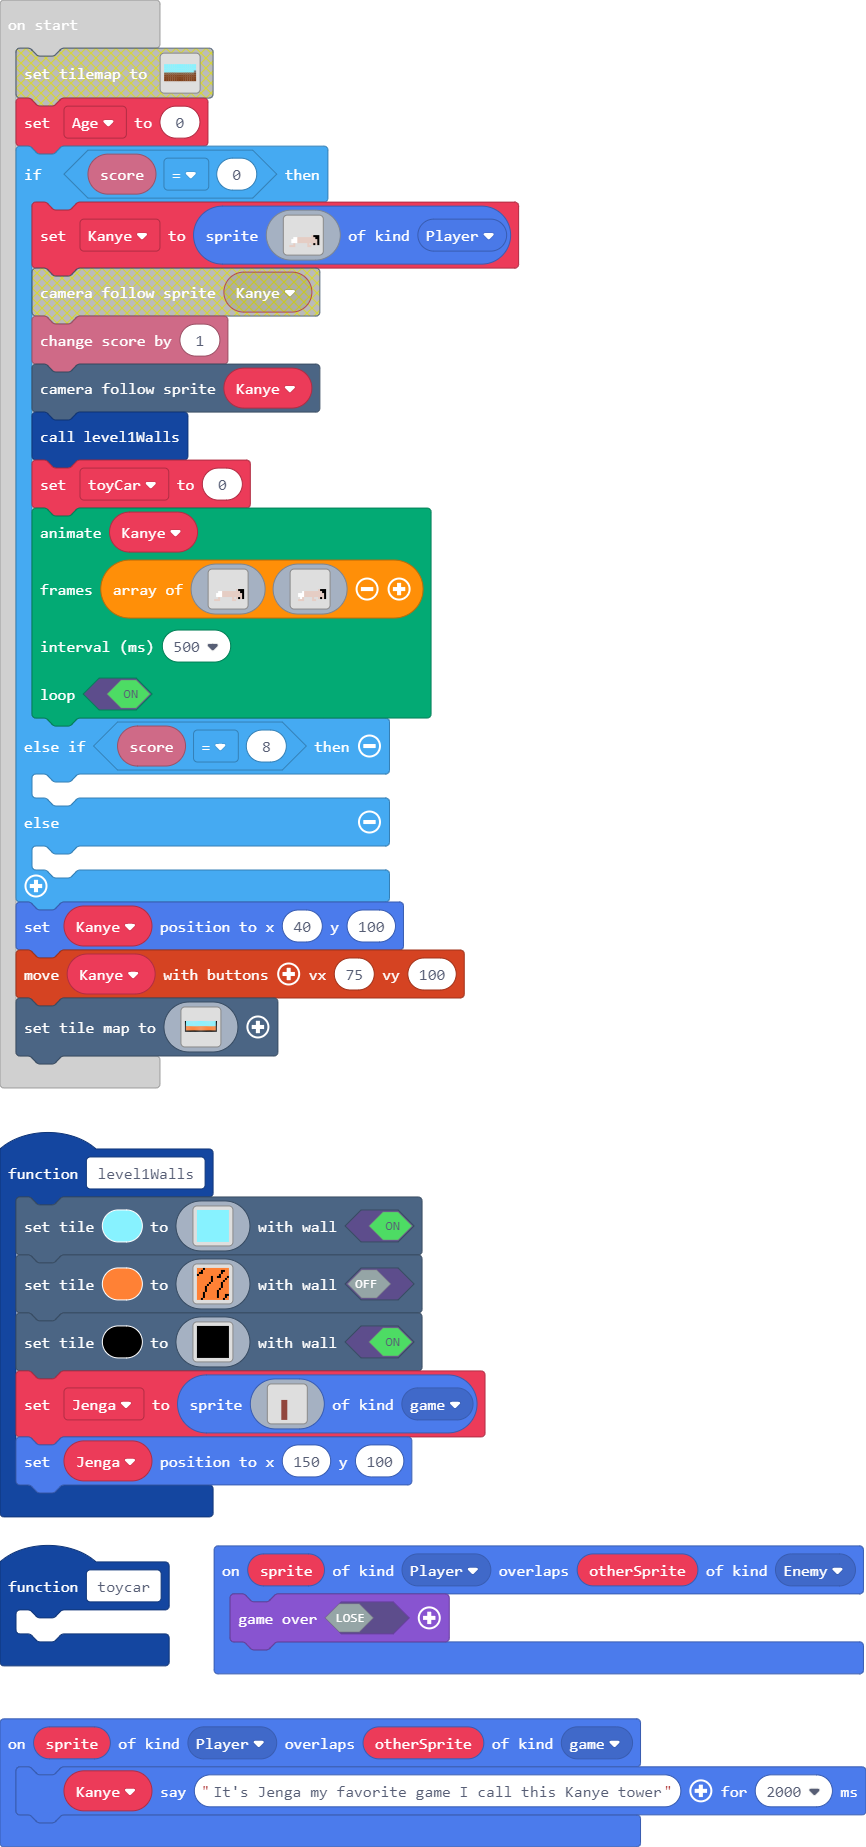 on start
set tilemap to
set Age to 0
if score = 0 then
set Kanye to sprite of kind Player
camera follow sprite Kanye
change score by 1
camera follow sprite Kanye
call level1Walls
set toyCar to 0
animate Kanye
frames array of
interval (ms) 500
loop ON
else if score = 8 then
else
set Kanye position to x 40 y 100
move Kanye with buttons vx 75 vy 100
set tile map to
function level1Walls
set tile to with wall ON
set tile to with wall OFF
set tile to with wall ON
set Jenga to sprite of kind game
set Jenga position to x 150 y 100
function toycar
on sprite of kind Player overlaps otherSprite of kind Enemy
game over LOSE
on sprite of kind Player overlaps otherSprite of kind game
Kanye say "It's Jenga my favorite game I call this Kanye tower" for 2000 ms